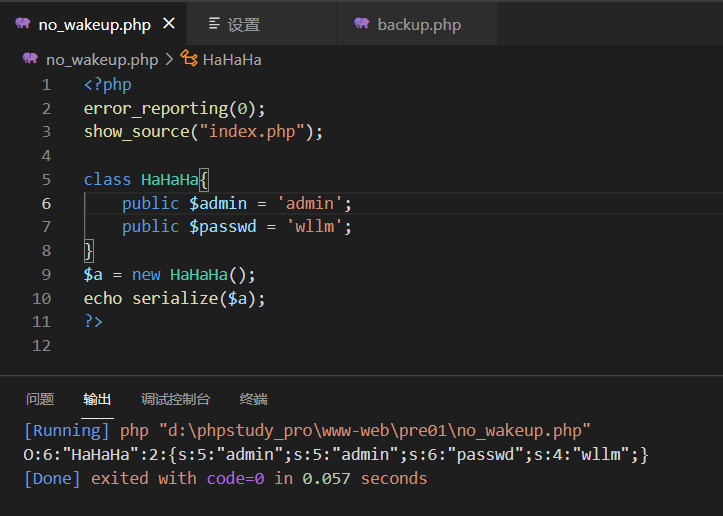 no_wakeup.php
设置
backup.php
no_wakeup.php > HaHaHa
1 <?php
2 error_reporting(0);
3 show_source("index.php");
4
5 class HaHaHa{
6 public $admin = 'admin';
7 public $passwd = 'wllm';
8 }
9 $a = new HaHaHa();
10 echo serialize($a);
11 ?>
12
问题 输出 调试控制台 终端
[Running] php "d:\phpstudy_pro\www-web\pre01\no_wakeup.php"
O:6:"HaHaHa":2:{s:5:"admin";s:5:"admin";s:6:"passwd";s:4:"wllm";}
[Done] exited with code=0 in 0.057 seconds